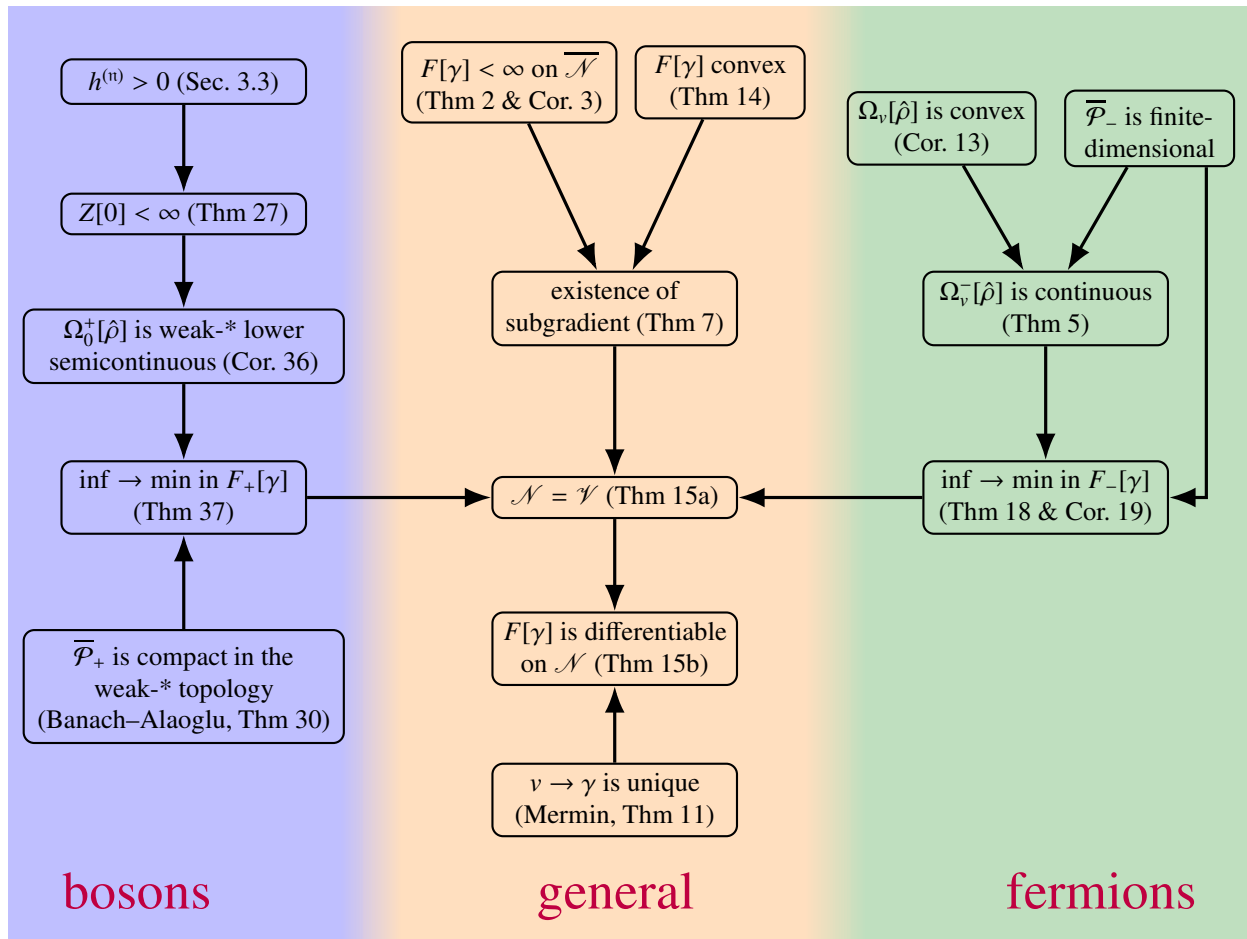 h⁽ⁿ⁾ > 0 (Sec. 3.3)
Z[0] < ∞ (Thm 27)
Ω₀⁺[ρ̂] is weak-* lower
semicontinuous (Cor. 36)
inf → min in F₊[γ]
(Thm 37)
𝒫̅₊ is compact in the
weak-* topology
(Banach–Alaoglu, Thm 30)
bosons
F[γ] < ∞ on 𝒩̅
(Thm 2 & Cor. 3)
F[γ] convex
(Thm 14)
existence of
subgradient (Thm 7)
𝒩 = 𝒱 (Thm 15a)
F[γ] is differentiable
on 𝒩 (Thm 15b)
v → γ is unique
(Mermin, Thm 11)
general
Ωᵥ[ρ̂] is convex
(Cor. 13)
𝒫̅₋ is finite-
dimensional
Ωᵥ⁻[ρ̂] is continuous
(Thm 5)
inf → min in F₋[γ]
(Thm 18 & Cor. 19)
fermions